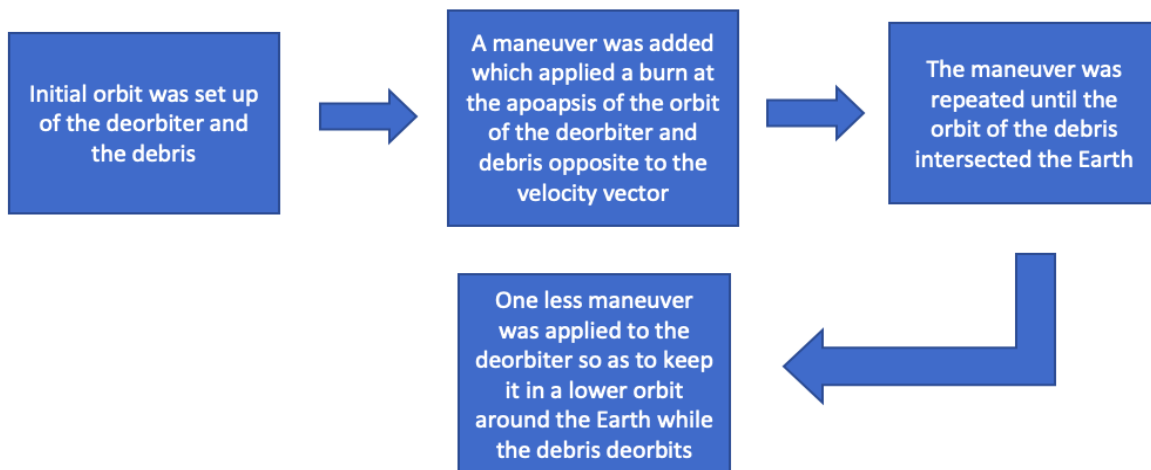 Initial orbit was set up
of the deorbiter and
the debris
A maneuver was added
which applied a burn at
the apoapsis of the orbit
of the deorbiter and
debris opposite to the
velocity vector
The maneuver was
repeated until the
orbit of the debris
intersected the Earth
One less maneuver
was applied to the
deorbiter so as to keep
it in a lower orbit
around the Earth while
the debris deorbits